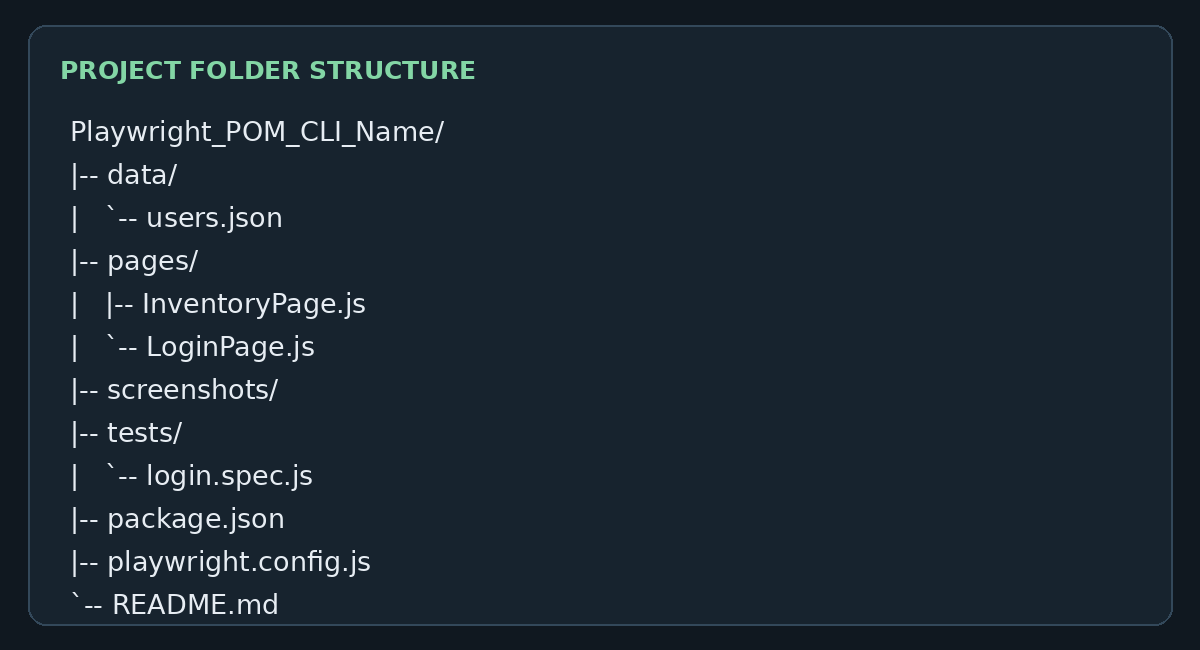 PROJECT FOLDER STRUCTURE
Playwright_POM_CLI_Name/
|-- data/
|   `-- users.json
|-- pages/
|   |-- InventoryPage.js
|   `-- LoginPage.js
|-- screenshots/
|-- tests/
|   `-- login.spec.js
|-- package.json
|-- playwright.config.js
`-- README.md